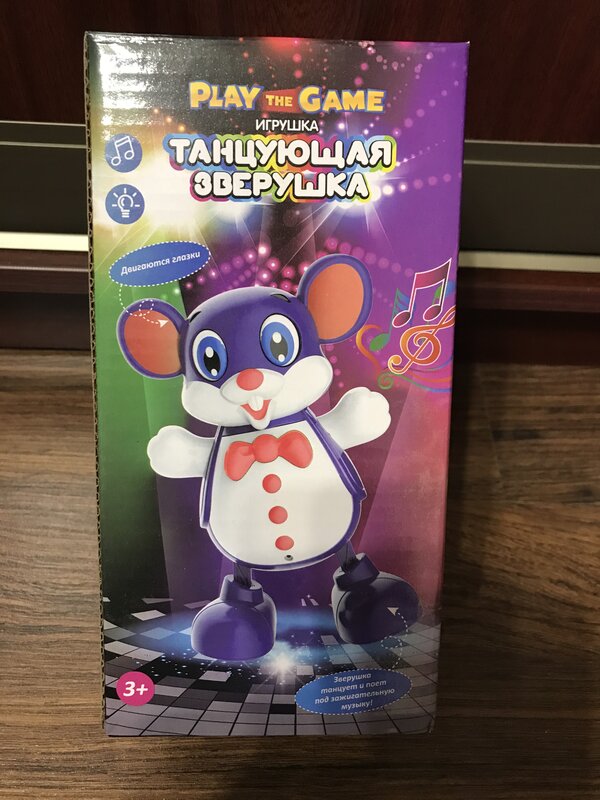 PLAY THE GAME
ИГРУШКА
ТАНЦУЮЩАЯ
ЗВЕРУШКА
Двигаются глазки
3+
Зверушка
танцует и поет
под зажигательную
музыку!